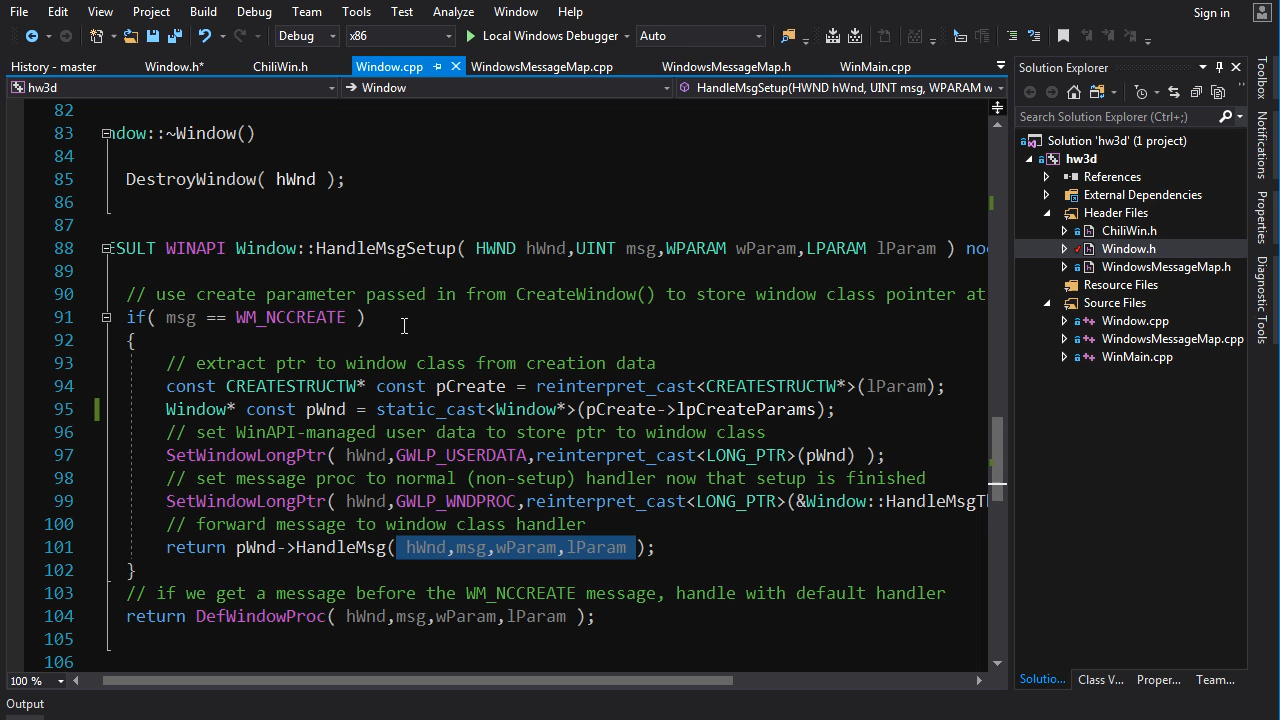 File Edit View Project Build Debug Team Tools Test Analyze Window Help Sign in
Debug x86 Local Windows Debugger Auto
History - master Window.h* ChiliWin.h Window.cpp WindowsMessageMap.cpp WindowsMessageMap.h WinMain.cpp
hw3d Window HandleMsgSetup(HWND hWnd, UINT msg, WPARAM w
82
83 ndow::~Window()
84
85 DestroyWindow( hWnd );
86
87
88 ESULT WINAPI Window::HandleMsgSetup( HWND hWnd,UINT msg,WPARAM wParam,LPARAM lParam ) noe
89
90 // use create parameter passed in from CreateWindow() to store window class pointer at
91 if( msg == WM_NCCREATE )
92 {
93 // extract ptr to window class from creation data
94 const CREATESTRUCTW* const pCreate = reinterpret_cast<CREATESTRUCTW*>(lParam);
95 Window* const pWnd = static_cast<Window*>(pCreate->lpCreateParams);
96 // set WinAPI-managed user data to store ptr to window class
97 SetWindowLongPtr( hWnd,GWLP_USERDATA,reinterpret_cast<LONG_PTR>(pWnd) );
98 // set message proc to normal (non-setup) handler now that setup is finished
99 SetWindowLongPtr( hWnd,GWLP_WNDPROC,reinterpret_cast<LONG_PTR>(&Window::HandleMsgTh
100 // forward message to window class handler
101 return pWnd->HandleMsg( hWnd,msg,wParam,lParam );
102 }
103 // if we get a message before the WM_NCCREATE message, handle with default handler
104 return DefWindowProc( hWnd,msg,wParam,lParam );
105
106
100 %
Output
Solution Explorer
Search Solution Explorer (Ctrl+;)
Solution 'hw3d' (1 project)
hw3d
References
External Dependencies
Header Files
ChiliWin.h
Window.h
WindowsMessageMap.h
Resource Files
Source Files
Window.cpp
WindowsMessageMap.cpp
WinMain.cpp
Solutio... Class V... Proper... Team...
Toolbox
Notifications
Properties
Diagnostic Tools